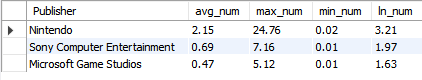 Publisher avg_num max_num min_num ln_num
Nintendo 2.15 24.76 0.02 3.21
Sony Computer Entertainment 0.69 7.16 0.01 1.97
Microsoft Game Studios 0.47 5.12 0.01 1.63